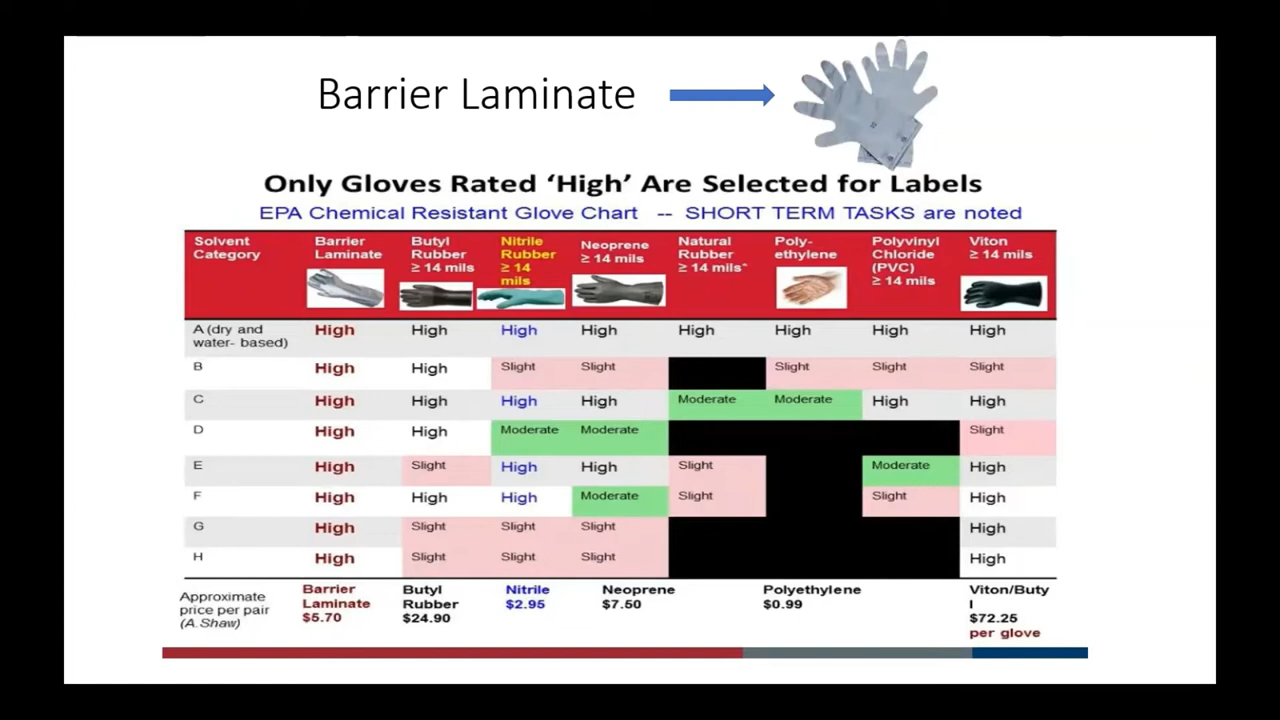 Barrier Laminate
Only Gloves Rated ‘High’ Are Selected for Labels
EPA Chemical Resistant Glove Chart -- SHORT TERM TASKS are noted
Solvent Category Barrier Laminate Butyl Rubber ≥ 14 mils Nitrile Rubber ≥ 14 mils Neoprene ≥ 14 mils Natural Rubber ≥ 14 mils* Poly-ethylene Polyvinyl Chloride (PVC) ≥ 14 mils Viton ≥ 14 mils
A (dry and water- based) High High High High High High High High
B High High Slight Slight Slight Slight Slight
C High High High High Moderate Moderate High High
D High High Moderate Moderate Slight
E High Slight High High Slight Moderate High
F High High High Moderate Slight Slight High
G High Slight Slight Slight High
H High Slight Slight Slight High
Approximate price per pair (A.Shaw) Barrier Laminate $5.70 Butyl Rubber $24.90 Nitrile $2.95 Neoprene $7.50 Polyethylene $0.99 Viton/Butyl $72.25 per glove